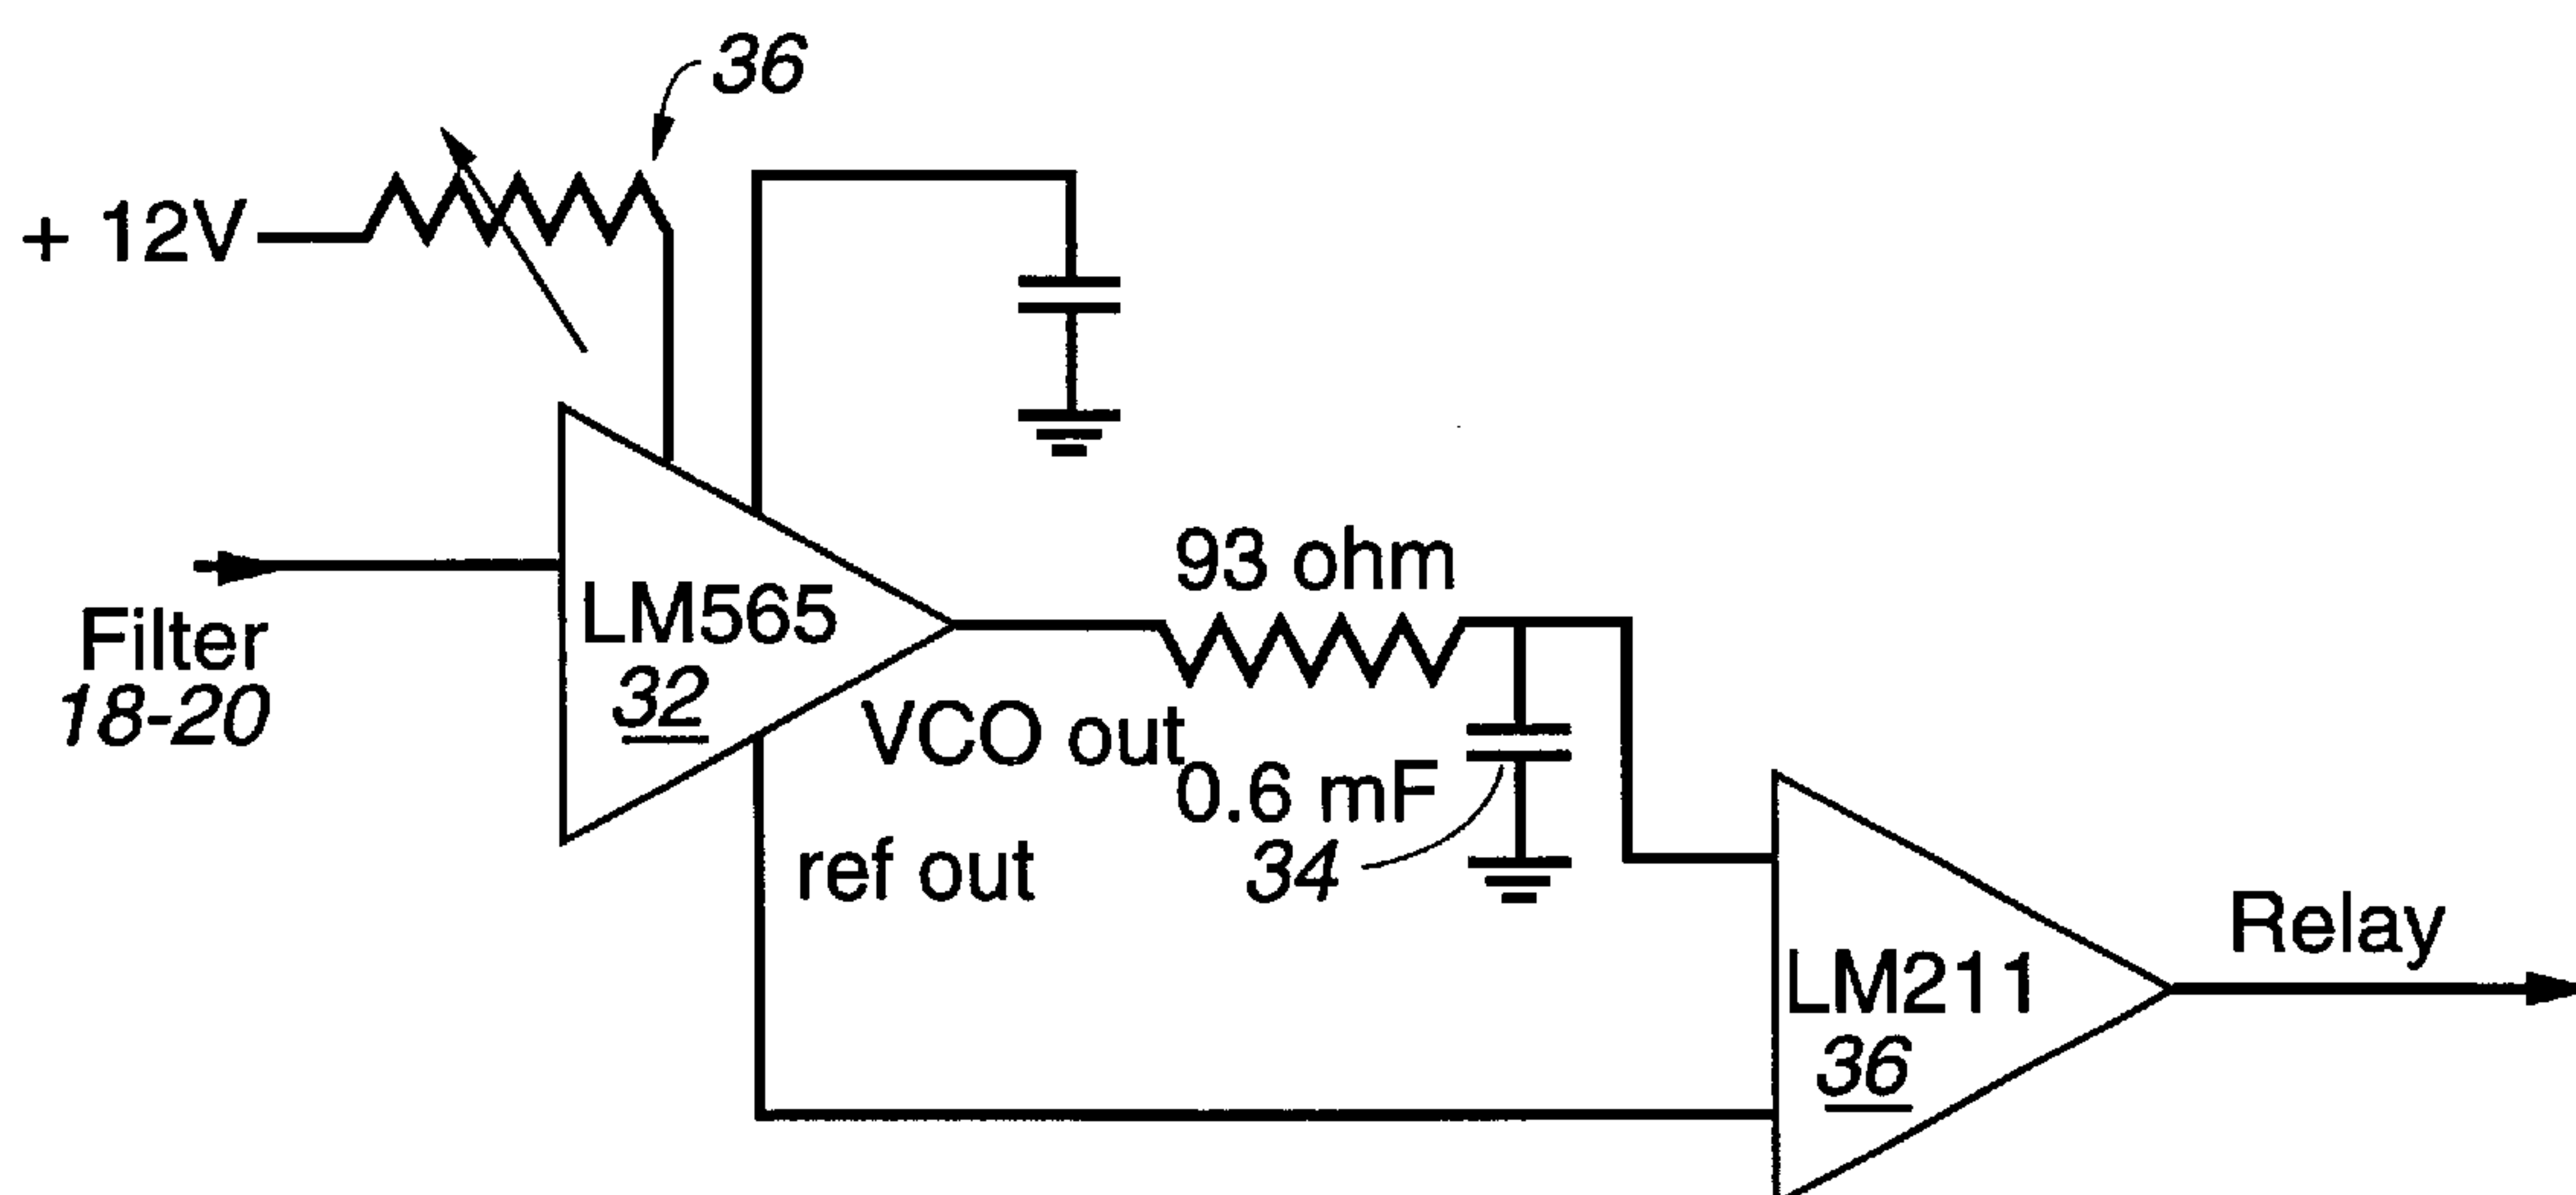 36
+ 12V
93 ohm
LM565
32
Filter
18-20
VCO out
0.6 mF
34
ref out
Relay
LM211
36